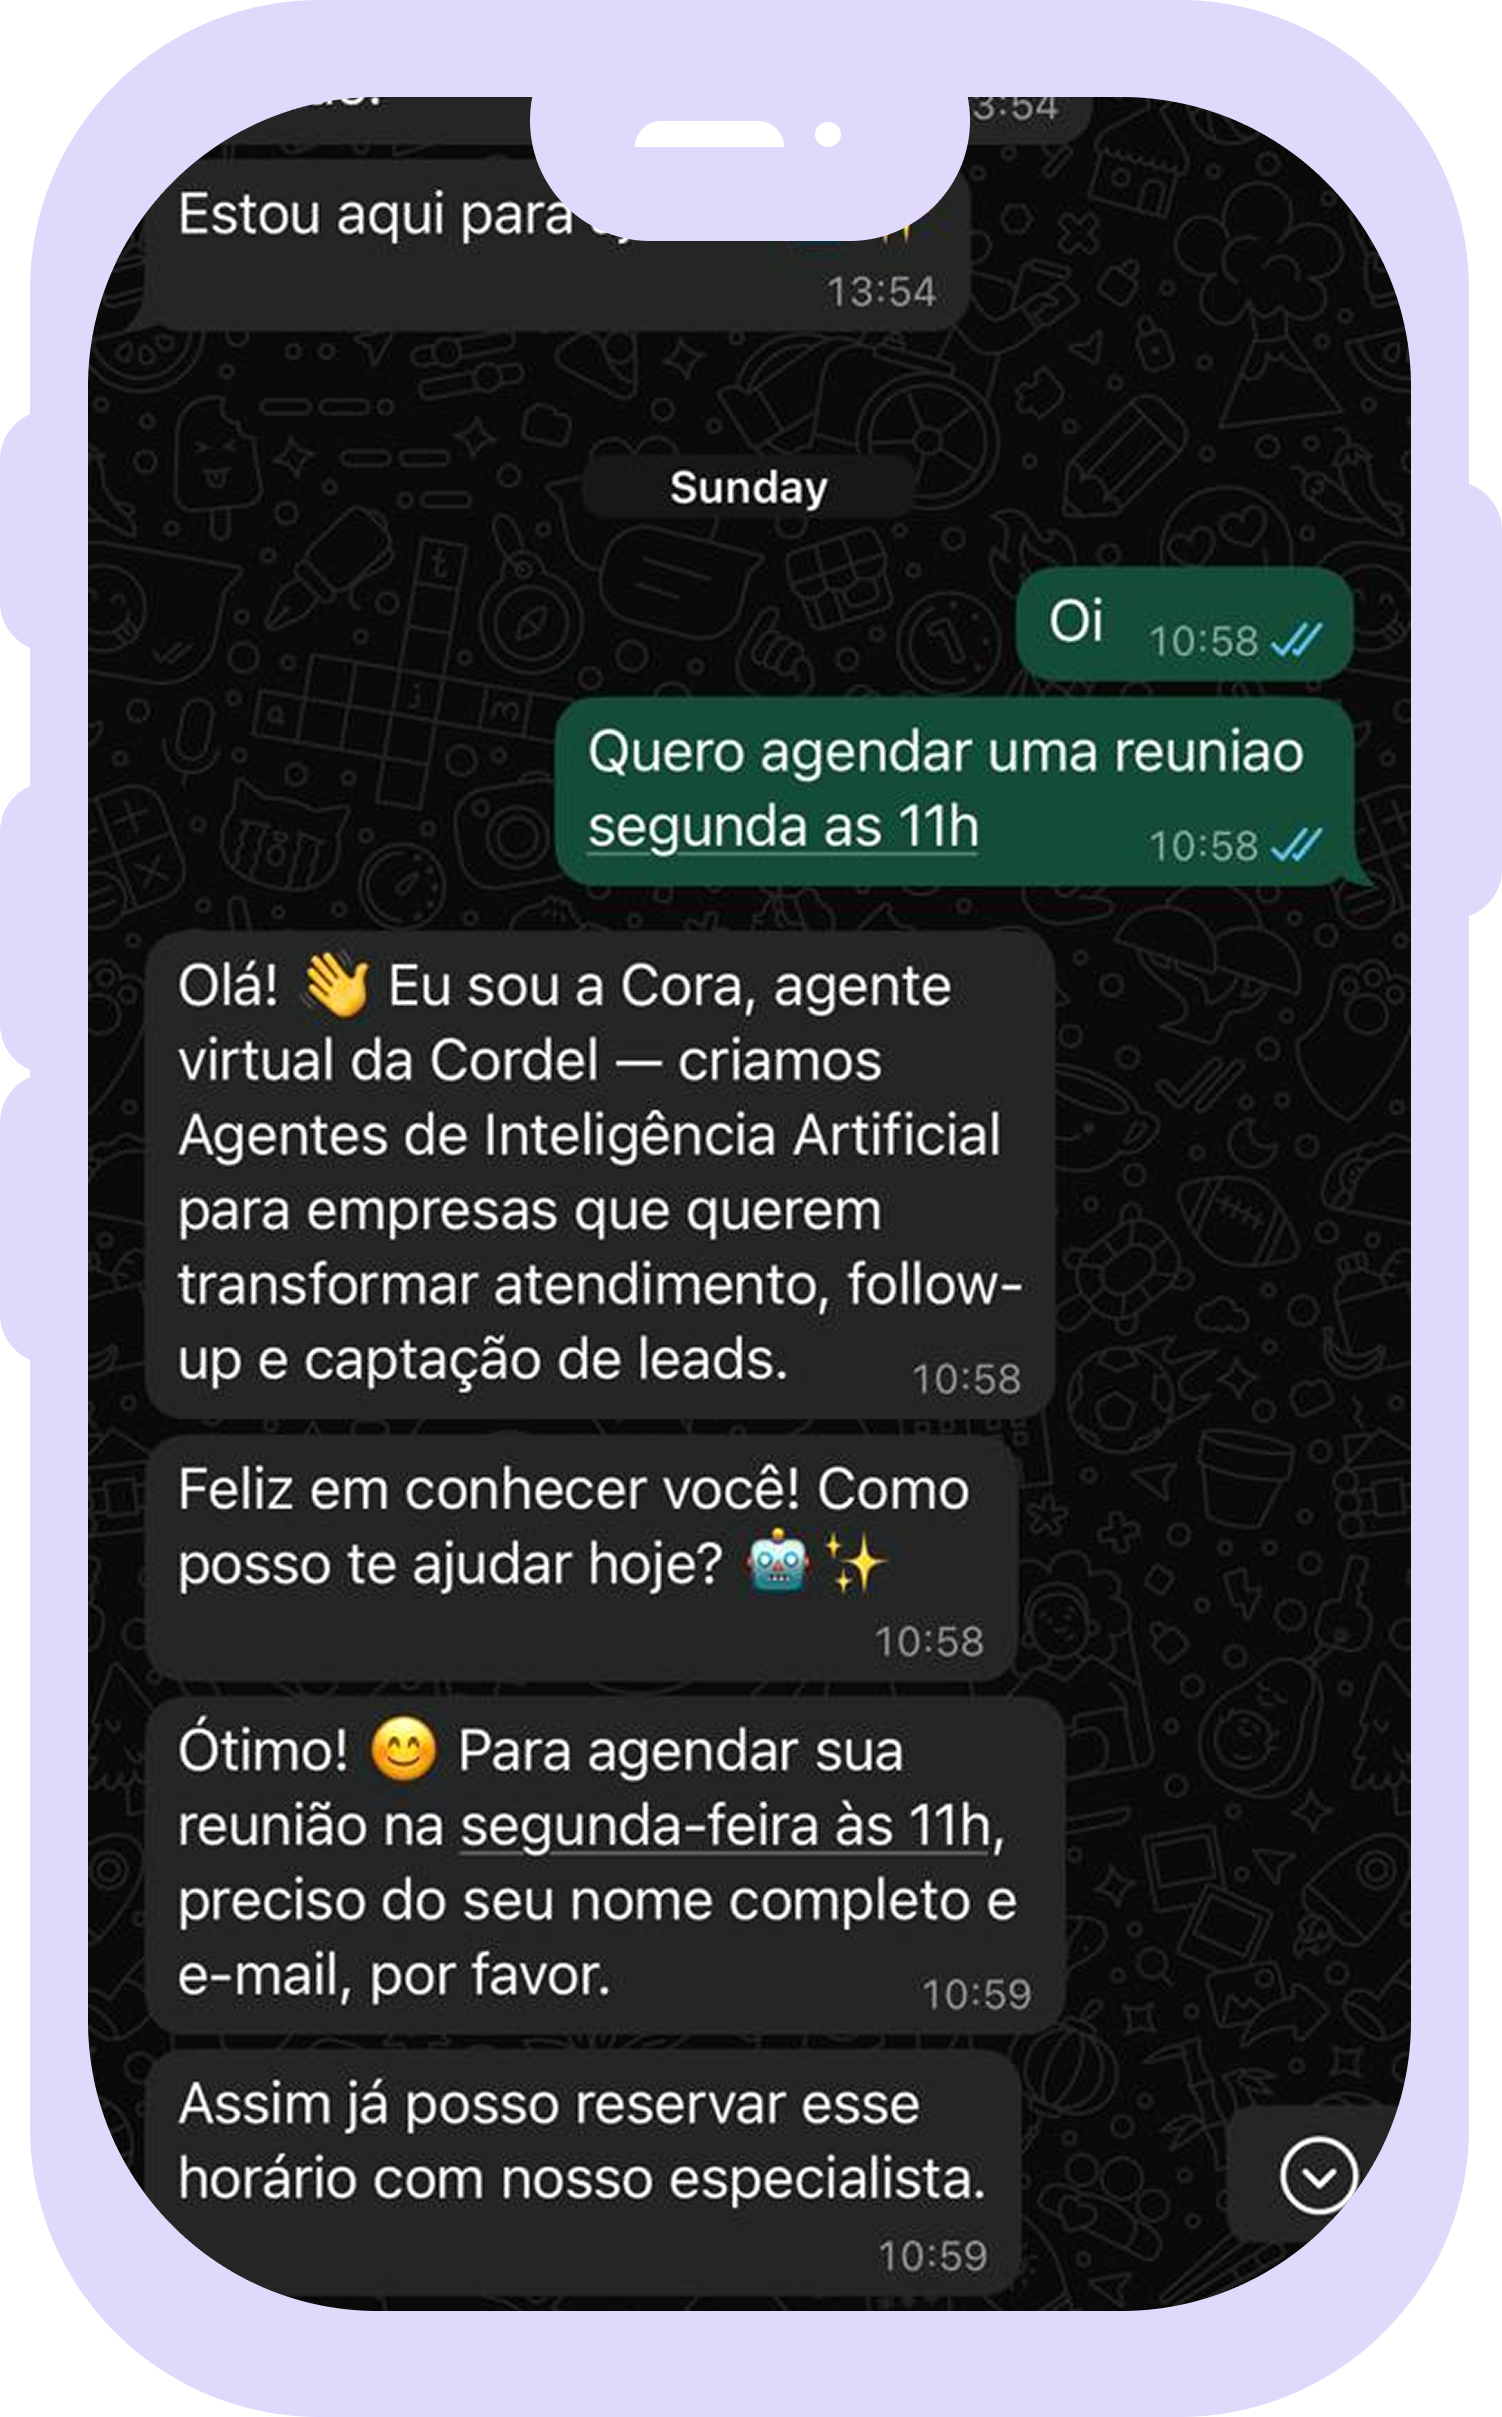 3:54
Estou aqui para
13:54
Sunday
Oi 10:58
Quero agendar uma reuniao
segunda as 11h 10:58
Olá! 👋 Eu sou a Cora, agente
virtual da Cordel — criamos
Agentes de Inteligência Artificial
para empresas que querem
transformar atendimento, follow-
up e captação de leads. 10:58
Feliz em conhecer você! Como
posso te ajudar hoje? 🤖✨
10:58
Ótimo! 😊 Para agendar sua
reunião na segunda-feira às 11h,
preciso do seu nome completo e
e-mail, por favor. 10:59
Assim já posso reservar esse
horário com nosso especialista.
10:59